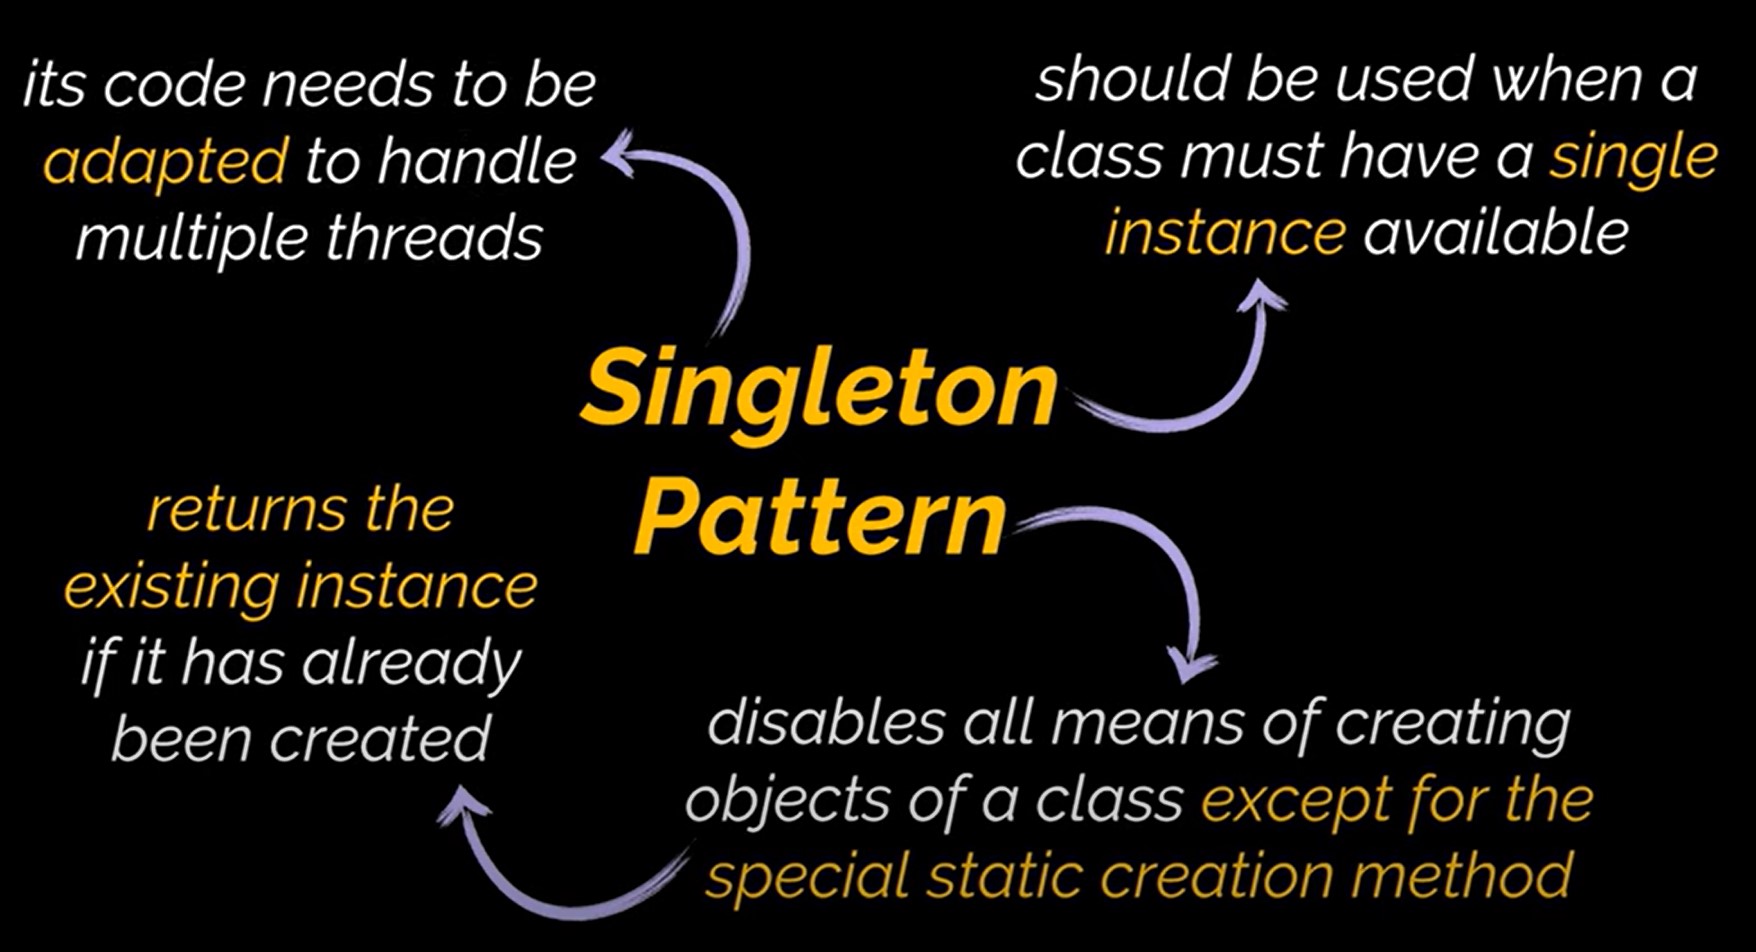 its code needs to be
adapted to handle
multiple threads
should be used when a
class must have a single
instance available
Singleton
Pattern
returns the
existing instance
if it has already
been created
disables all means of creating
objects of a class except for the
special static creation method